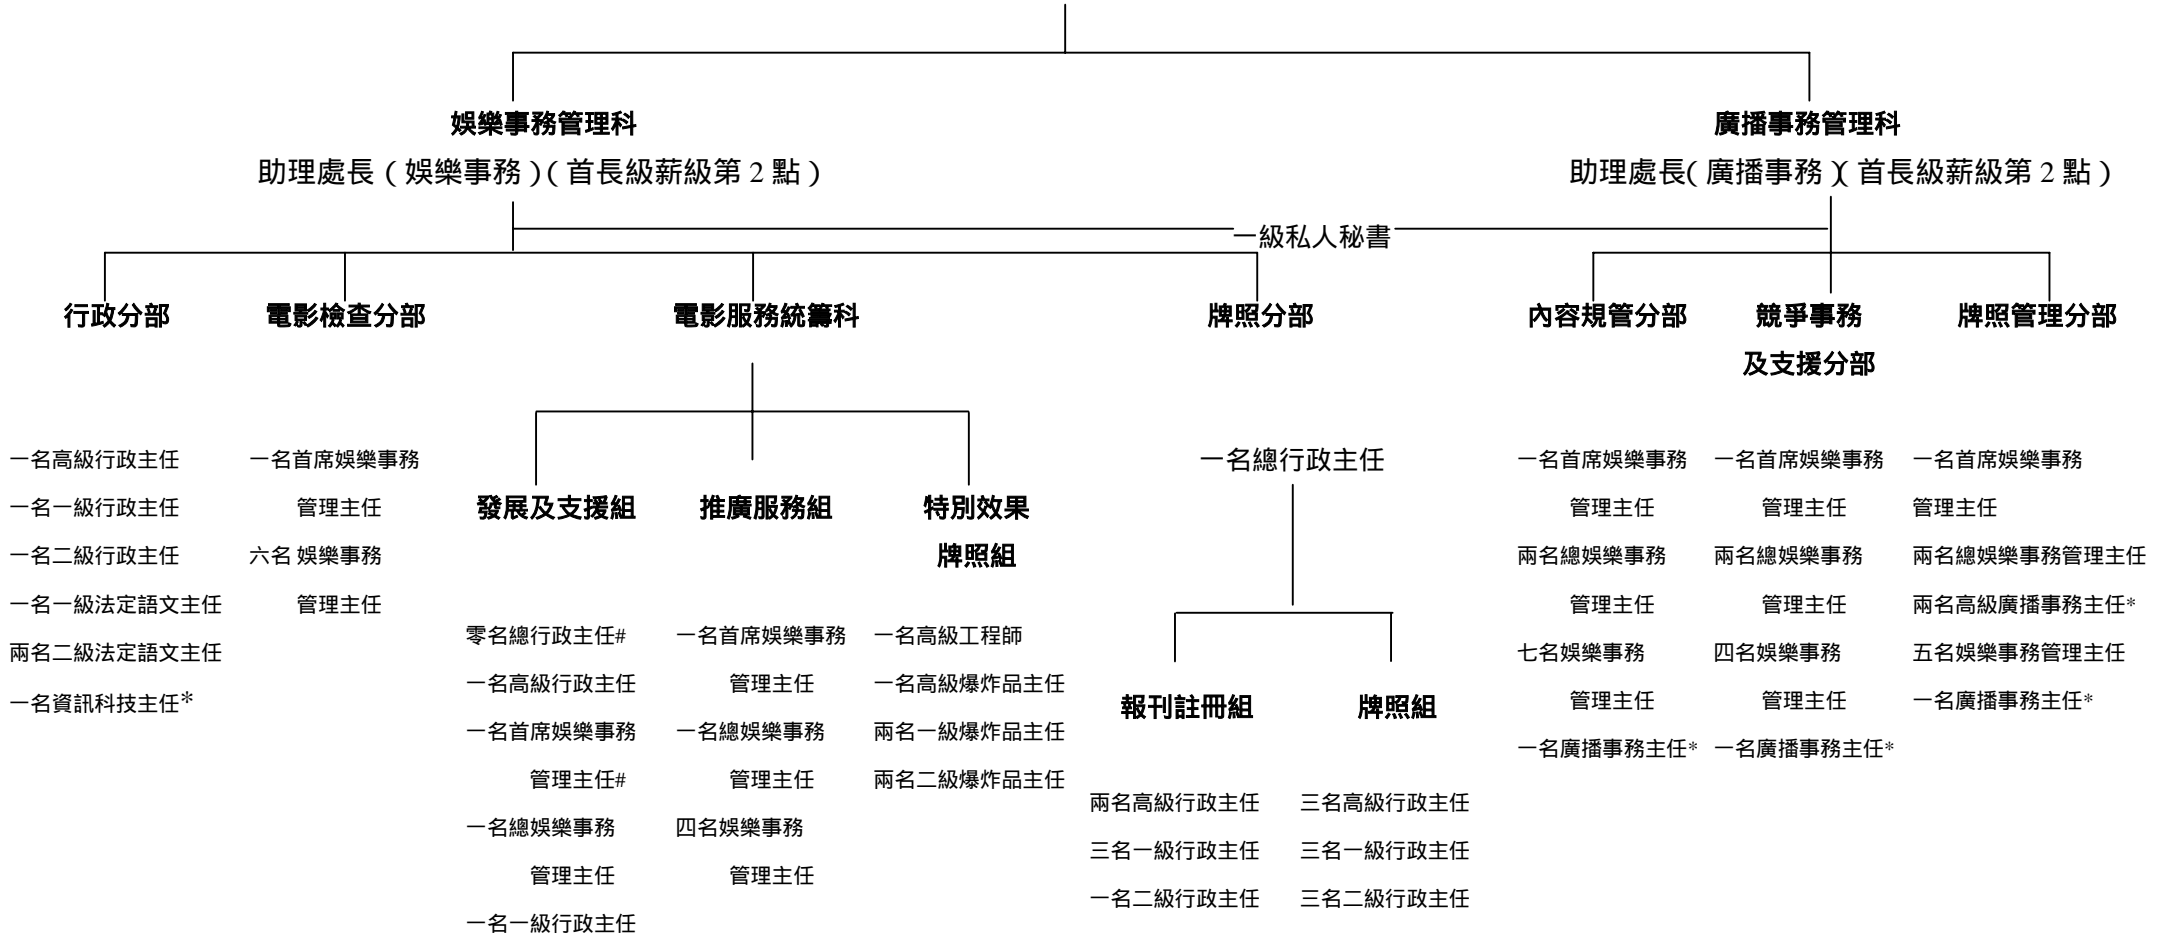 娛樂事務管理科
助理處長（娛樂事務）（首長級薪級第 2 點）
廣播事務管理科
助理處長（廣播事務）（首長級薪級第 2 點）
一級私人秘書
行政分部
電影檢查分部
電影服務統籌科
牌照分部
內容規管分部
競爭事務
及支援分部
牌照管理分部
一名高級行政主任
一名一級行政主任
一名二級行政主任
一名一級法定語文主任
兩名二級法定語文主任
一名資訊科技主任*
一名首席娛樂事務
管理主任
六名 娛樂事務
管理主任
發展及支援組
零名總行政主任#
一名高級行政主任
一名首席娛樂事務
管理主任#
一名總娛樂事務
管理主任
一名一級行政主任
推廣服務組
一名首席娛樂事務
管理主任
一名總娛樂事務
管理主任
四名娛樂事務
管理主任
特別效果
牌照組
一名高級工程師
一名高級爆炸品主任
兩名一級爆炸品主任
兩名二級爆炸品主任
一名總行政主任
報刊註冊組
兩名高級行政主任
三名一級行政主任
一名二級行政主任
牌照組
三名高級行政主任
三名一級行政主任
三名二級行政主任
一名首席娛樂事務
管理主任
兩名總娛樂事務
管理主任
七名娛樂事務
管理主任
一名廣播事務主任*
一名首席娛樂事務
管理主任
兩名總娛樂事務
管理主任
四名娛樂事務
管理主任
一名廣播事務主任*
一名首席娛樂事務
管理主任
兩名總娛樂事務管理主任
兩名高級廣播事務主任*
五名娛樂事務管理主任
一名廣播事務主任*